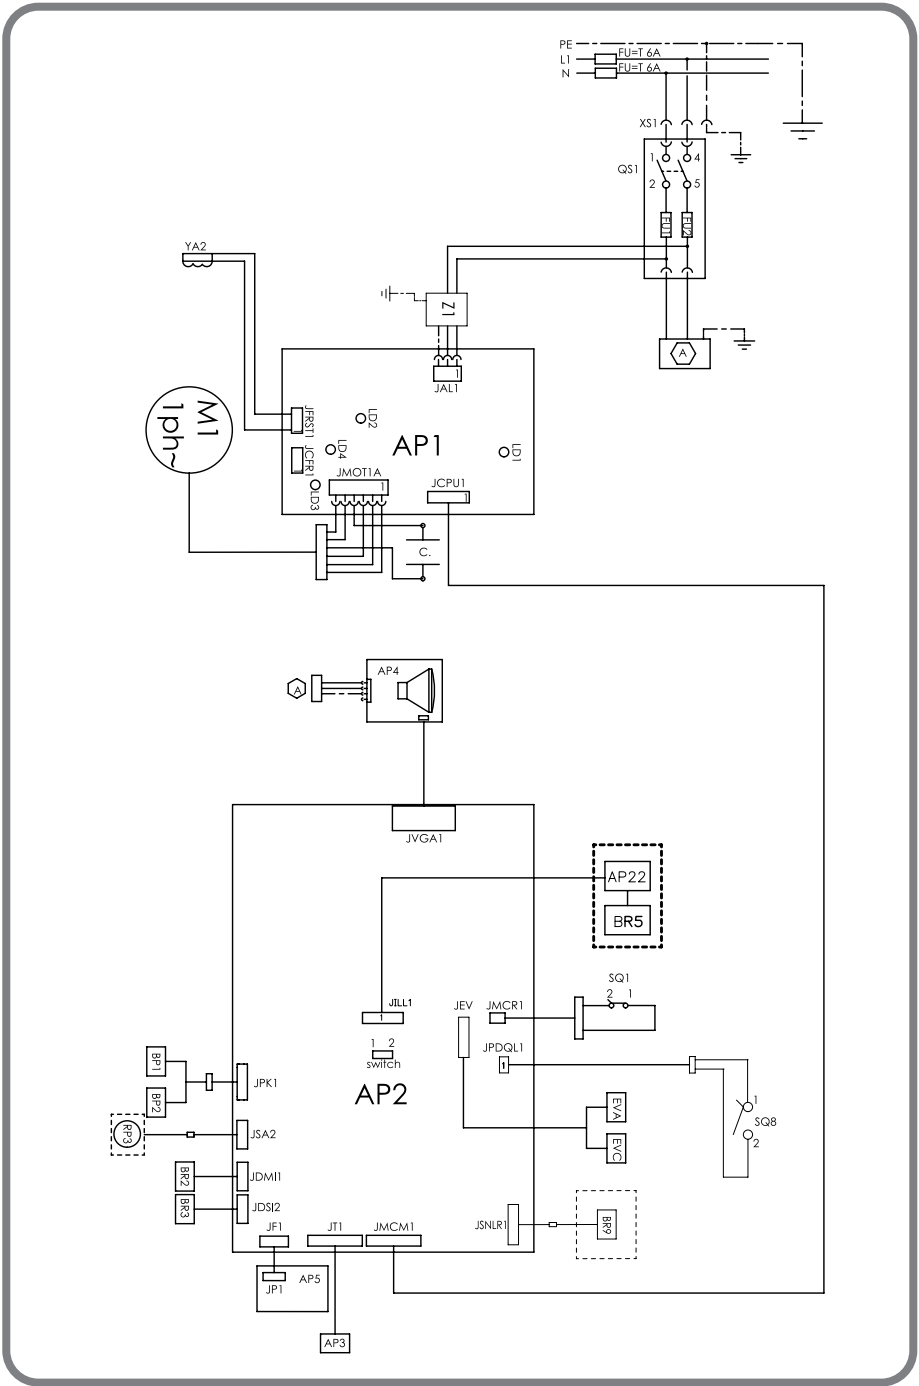 PE
L1 FU=T 6A
N FU=T 6A
XS1
1 4
QS1
2 5
FU1 FU2
YA2
Z1
A
1
JAL1
M1
1ph~
JFRST1
LD2
AP1
LD1
JCFR1
LD4
JMOT1A
1
JCPU1
1
LD3
C.
AP4
A
JVGA1
AP22
BR5
JILL1
1
JEV
JMCR1
SQ1
2 1
1 2
switch
JPDQL1
1
AP2
BP1
BP2
JPK1
RP3
JSA2
EVA
EVC
1
SQ8
2
BR2
JDMI1
BR3
JDSI2
JF1
JT1
JMCM1
JSNLR1
BR9
JP1
AP5
AP3